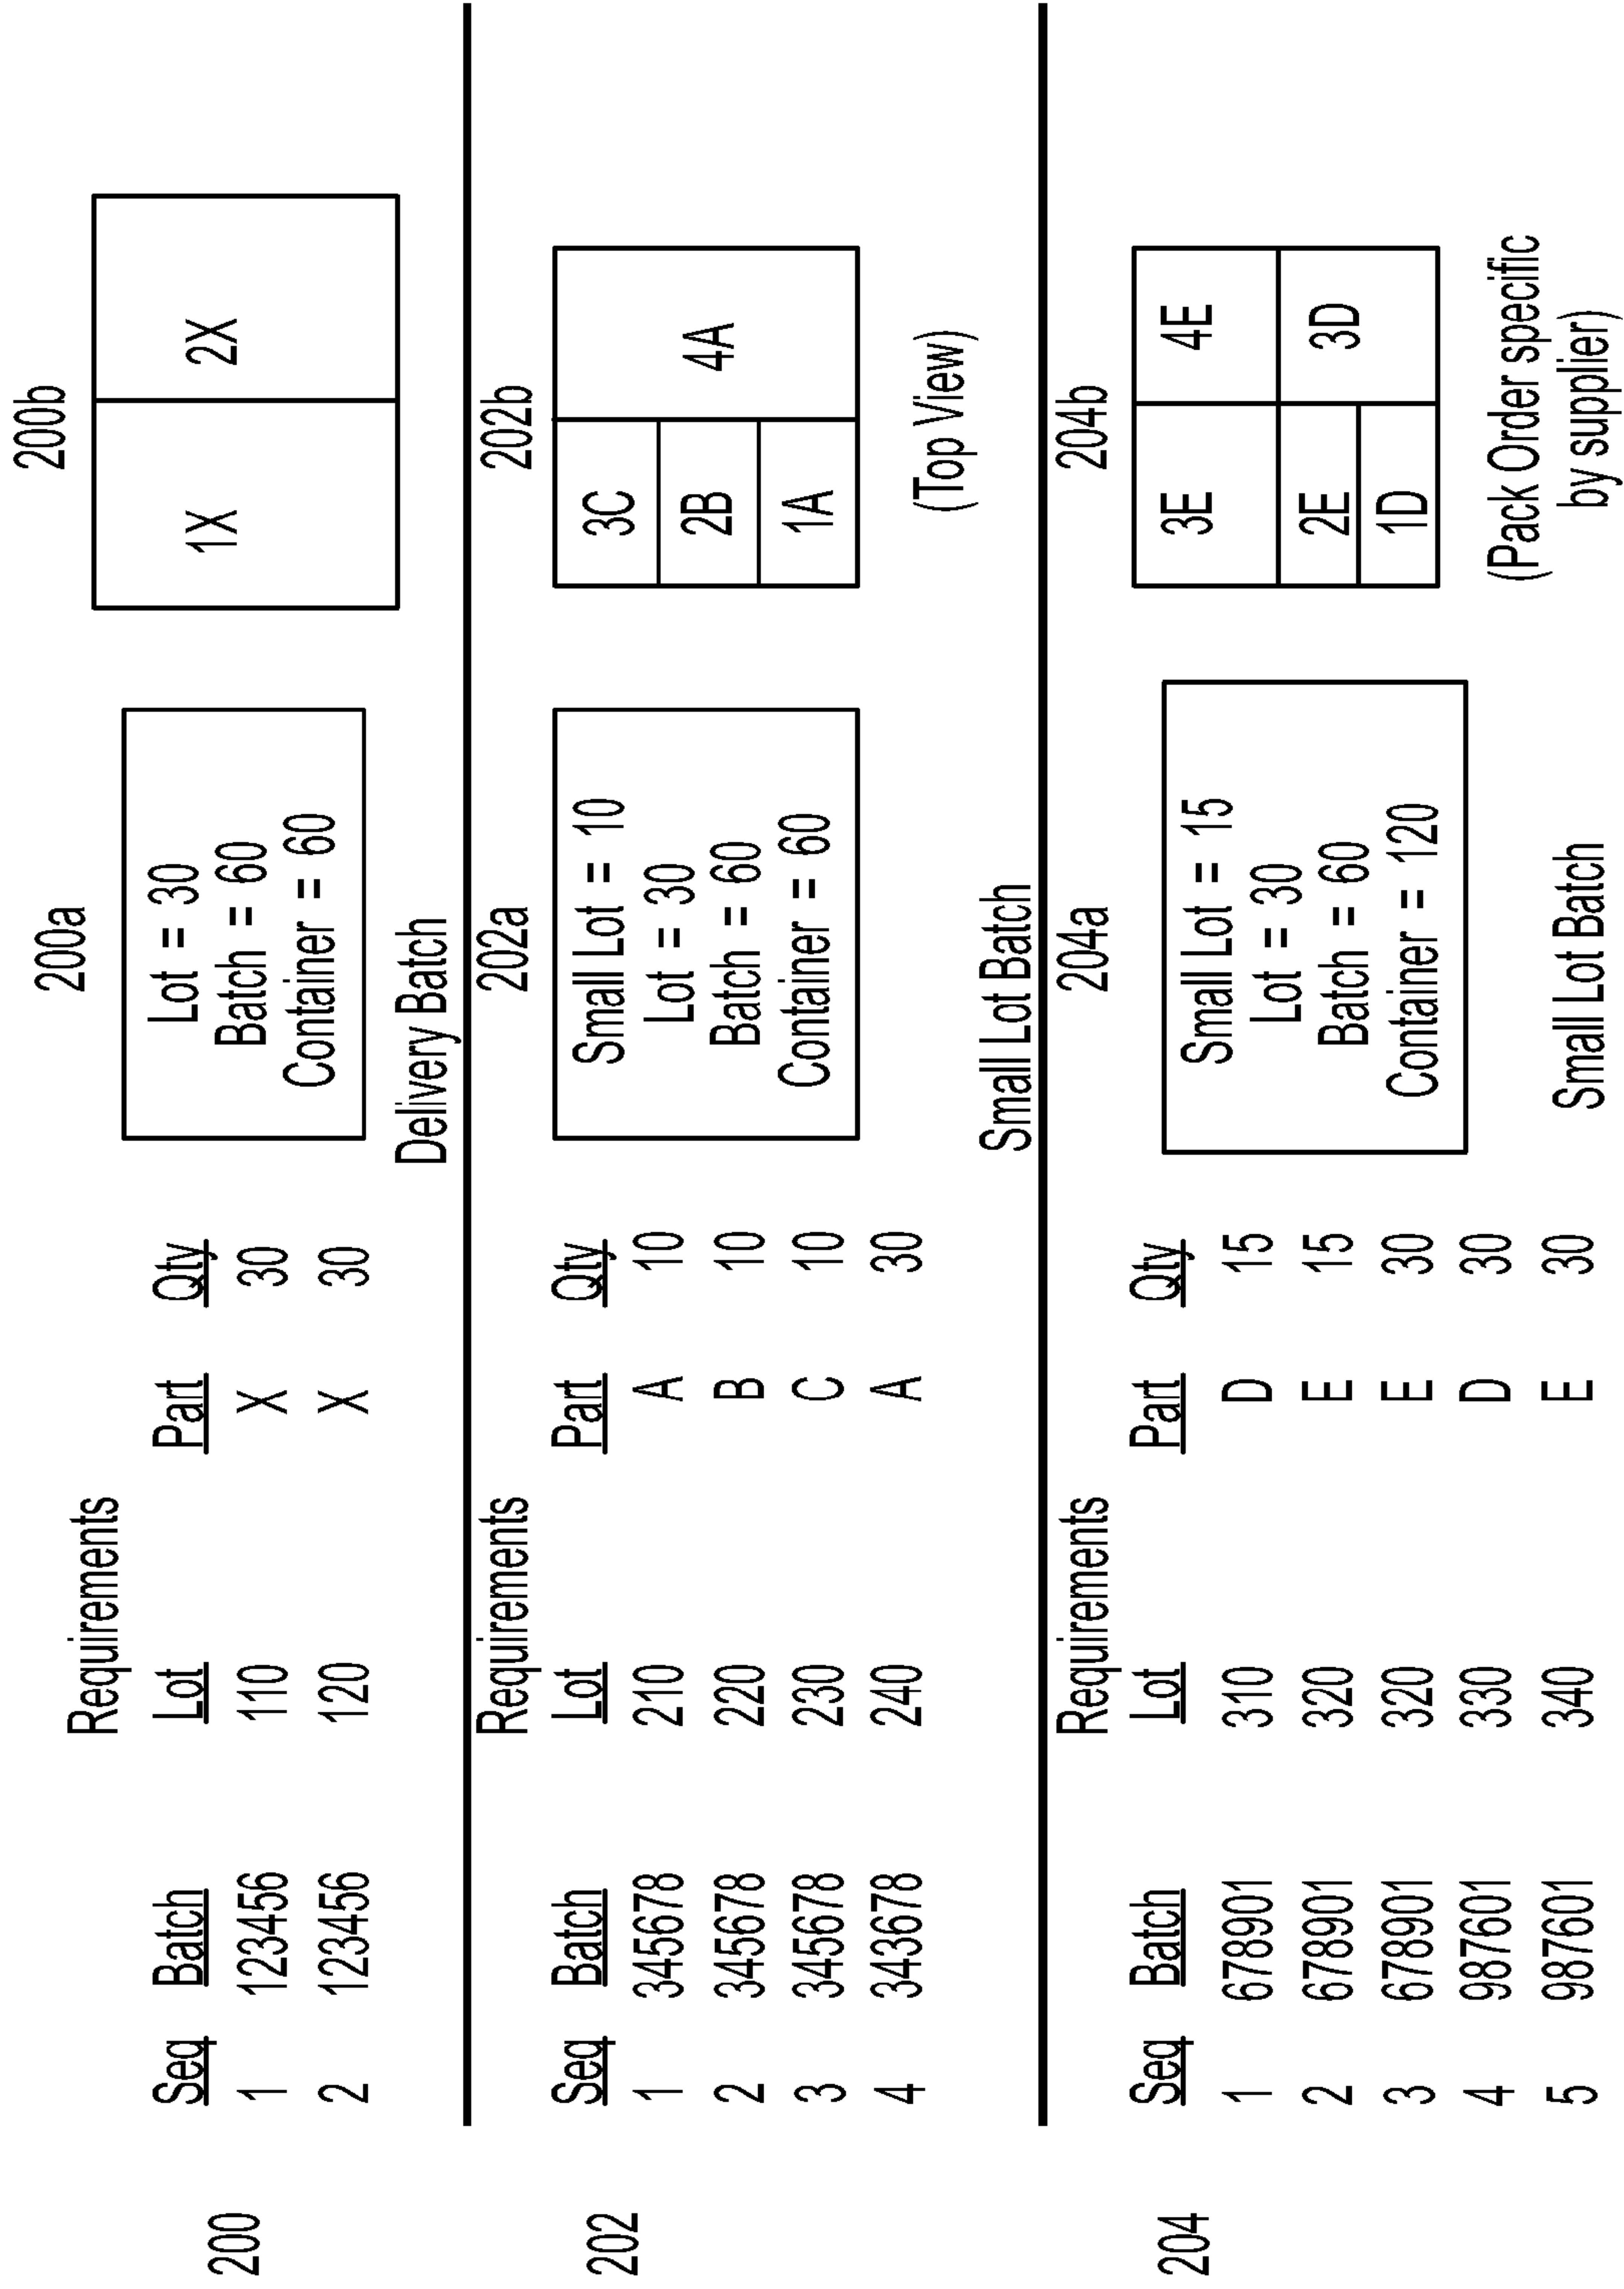 200
Requirements
Seq Batch Lot Part Qty
1 123456 110 X 30
2 123456 120 X 30
200a
Lot = 30
Batch = 60
Container = 60
Delivery Batch
200b
1X 2X
202
Requirements
Seq Batch Lot Part Qty
1 345678 210 A 10
2 345678 220 B 10
3 345678 230 C 10
4 343678 240 A 30
202a
Small Lot = 10
Lot = 30
Batch = 60
Container = 60
Small Lot Batch
202b
3C
2B
1A
4A
(Top View)
204
Requirements
Seq Batch Lot Part Qty
1 678901 310 D 15
2 678901 320 E 15
3 678901 320 E 30
4 987601 330 D 30
5 987601 340 E 30
204a
Small Lot = 15
Lot = 30
Batch = 60
Container = 120
Small Lot Batch
204b
3E 4E
2E 3D
1D
(Pack Order specific
by supplier)